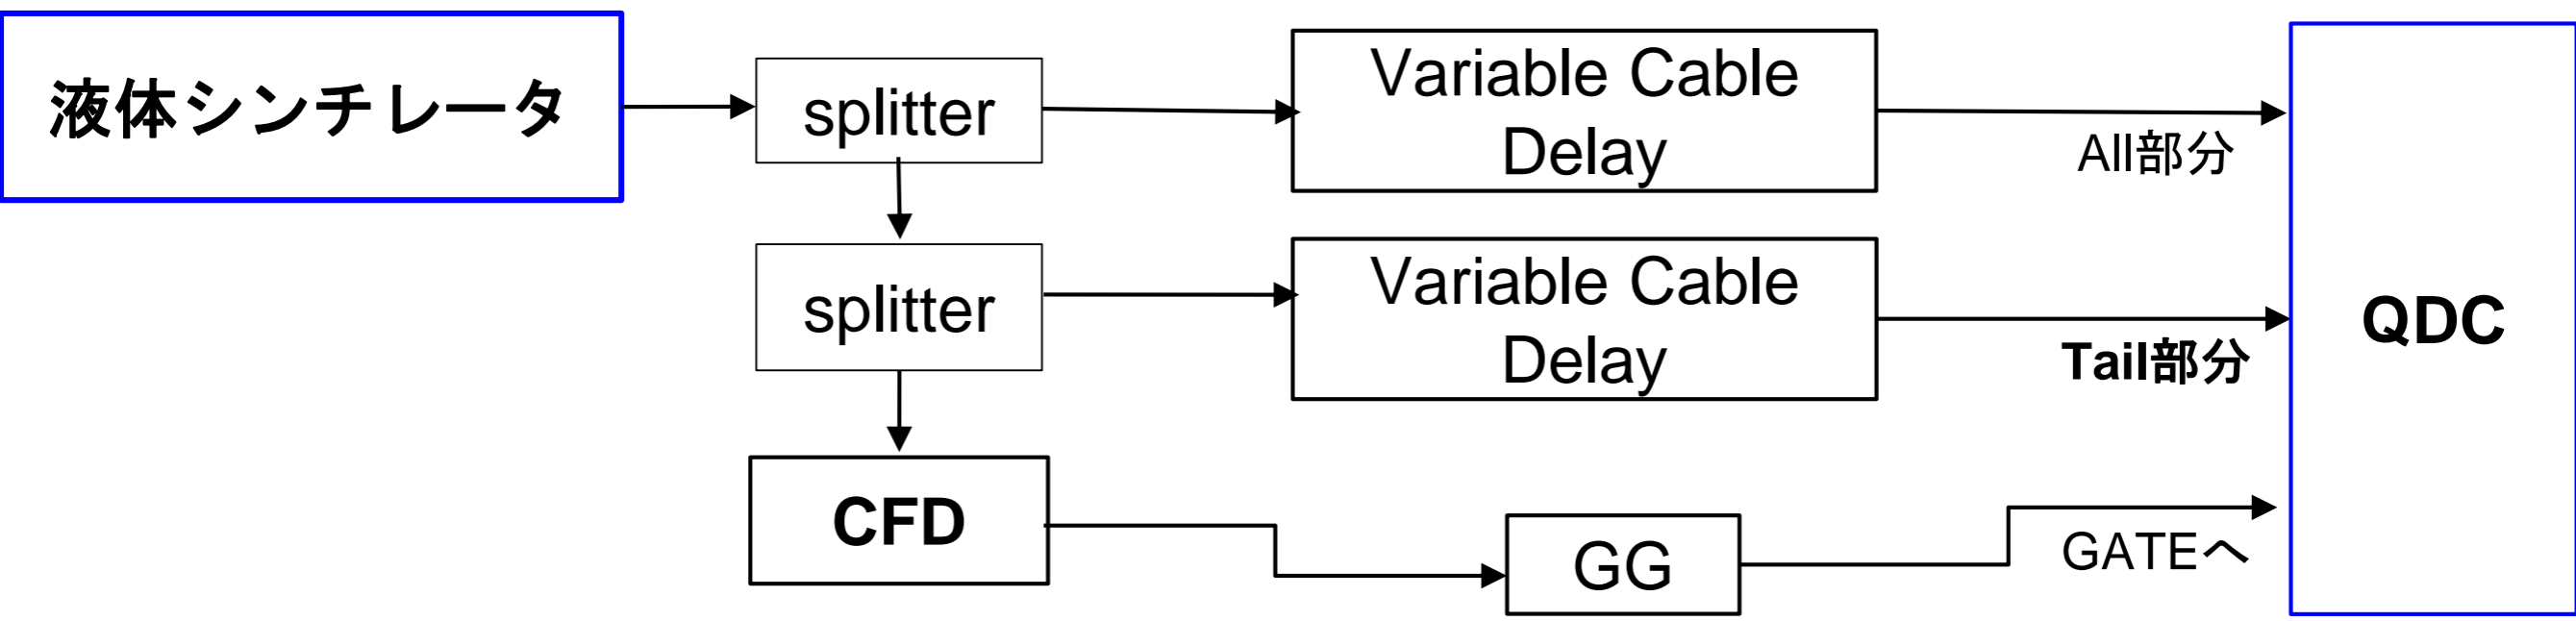 液体シンチレータ
splitter
Variable Cable
Delay
All部分
splitter
Variable Cable
Delay
Tail部分
QDC
CFD
GG
GATEへ